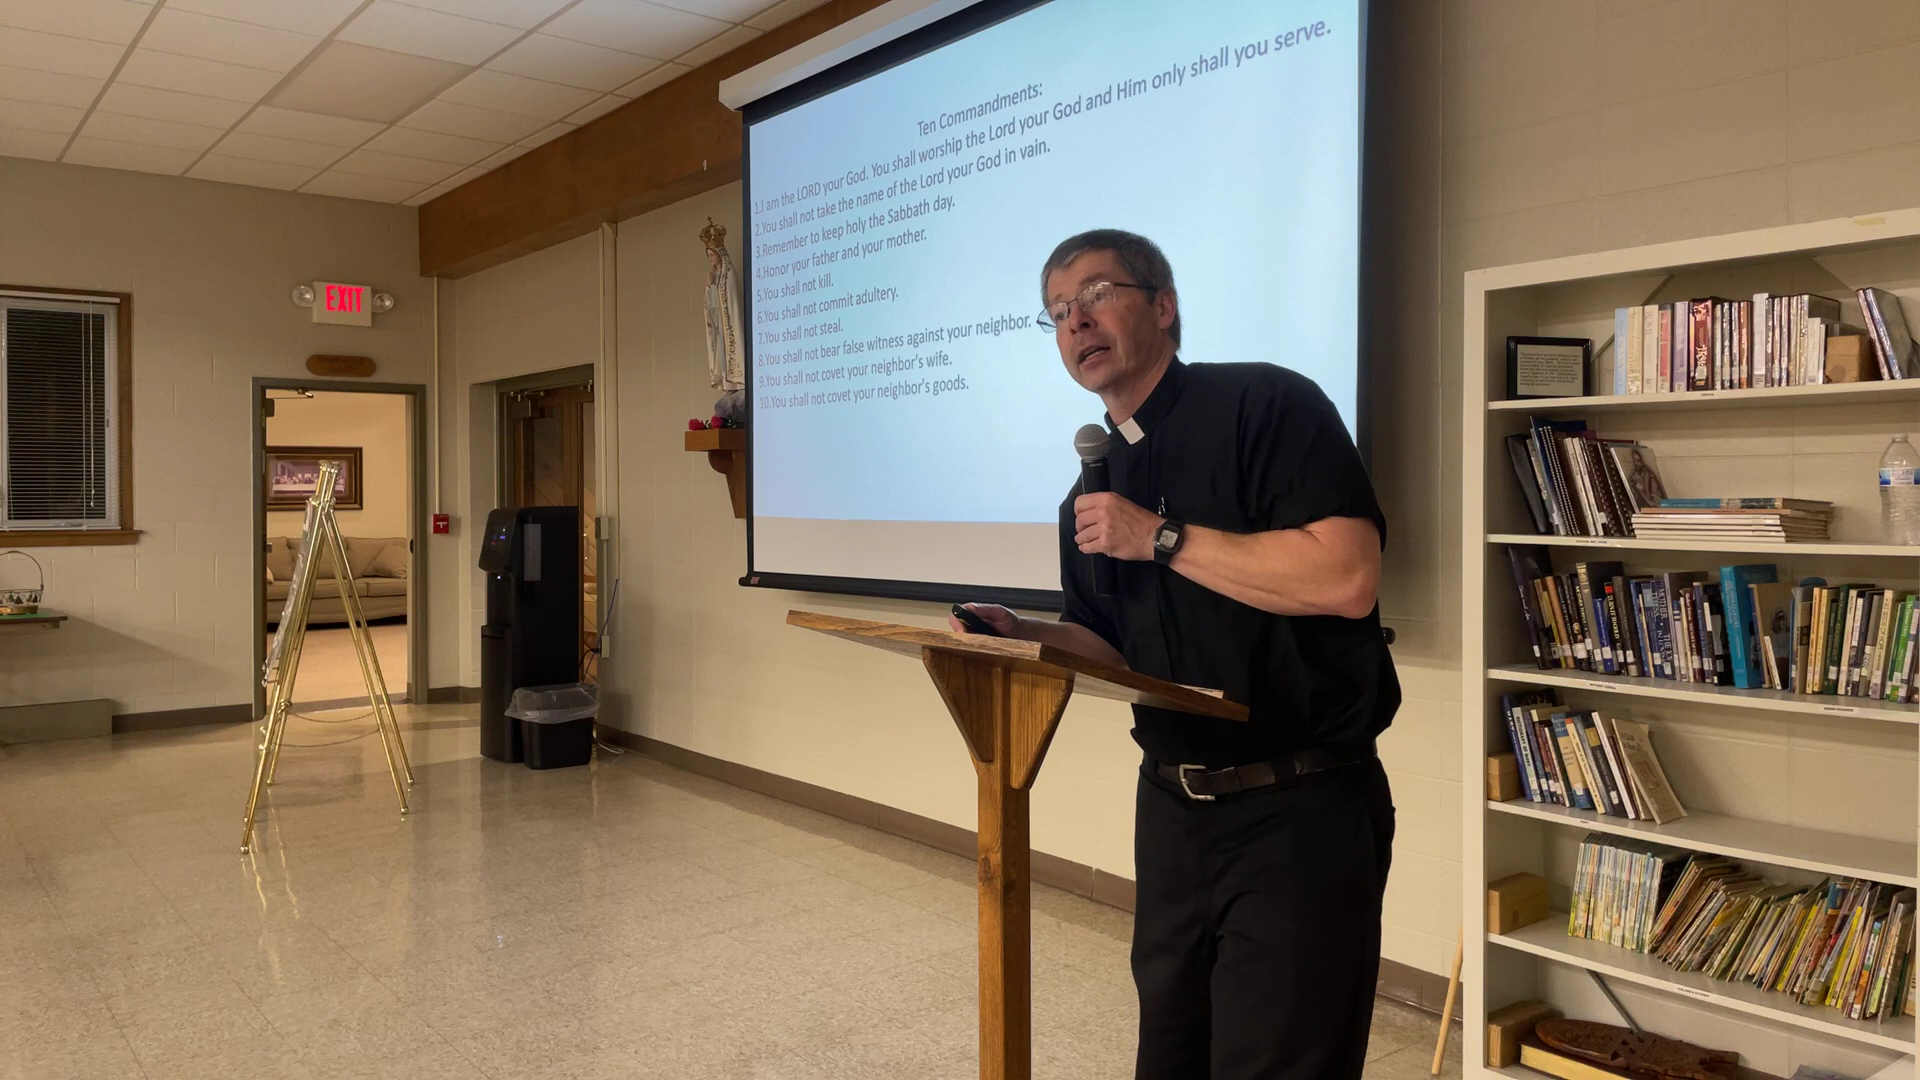 Ten Commandments:
1.I am the LORD your God. You shall worship the Lord your God and Him only shall you serve.
2.You shall not take the name of the Lord your God in vain.
3.Remember to keep holy the Sabbath day.
4.Honor your father and your mother.
5.You shall not kill.
6.You shall not commit adultery.
7.You shall not steal.
8.You shall not bear false witness against your neighbor.
9.You shall not covet your neighbor's wife.
10.You shall not covet your neighbor's goods.
EXIT